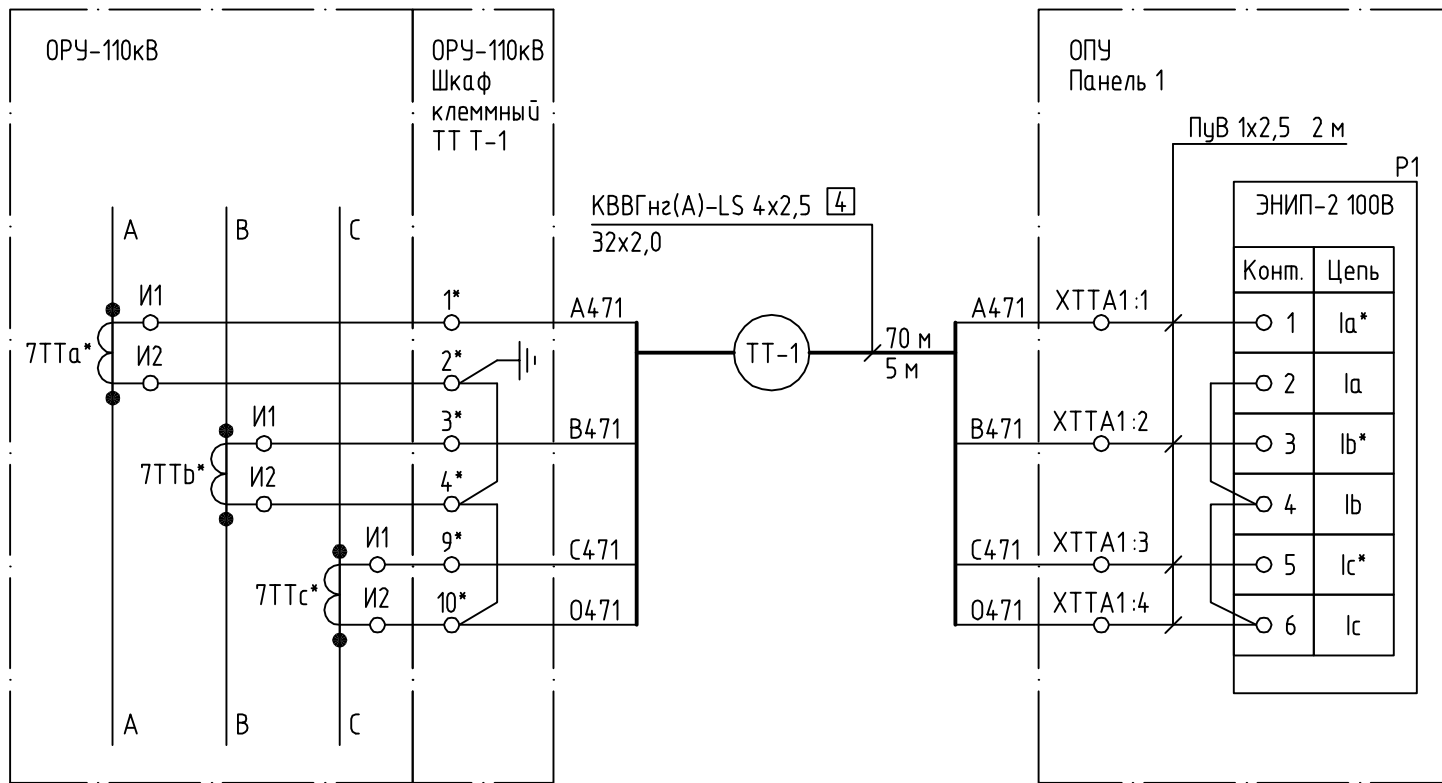 ОРУ-110кВ
ОРУ-110кВ
Шкаф
клеммный
ТТ Т-1
ОПУ
Панель 1
ПуВ 1х2,5 2 м
Р1
ЭНИП-2 100В
КВВГнг(А)-LS 4х2,5 4
32х2,0
А
В
С
Конт.
Цепь
И1
1*
А471
А471
ХТТА1:1
1
Ia*
7ТТа*
ТТ-1
70 м
5 м
И2
2*
2
Ia
И1
3*
В471
В471
ХТТА1:2
3
Ib*
7ТТb*
И2
4*
4
Ib
И1
9*
С471
С471
ХТТА1:3
5
Ic*
7ТТс*
И2
10*
О471
О471
ХТТА1:4
6
Ic
А
В
С